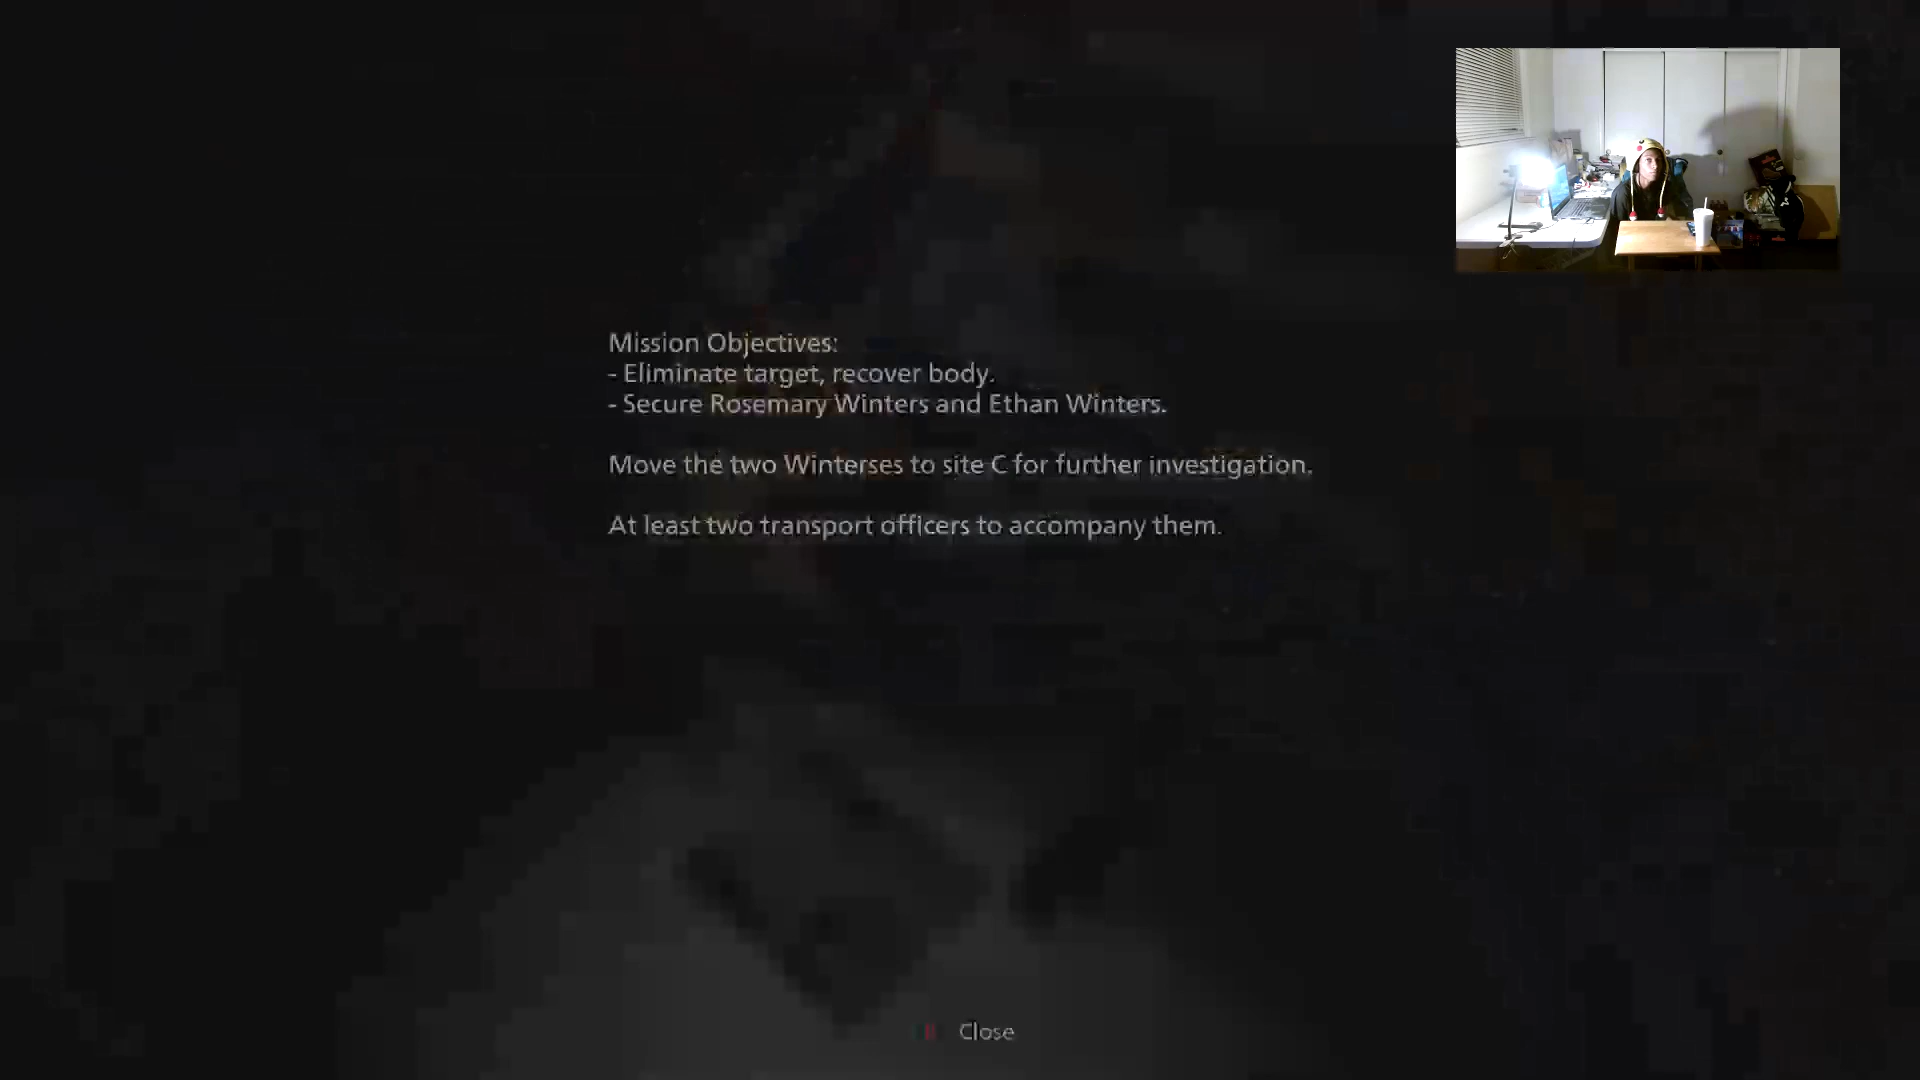 Mission Objectives:
- Eliminate target, recover body.
- Secure Rosemary Winters and Ethan Winters.
Move the two Winterses to site C for further investigation.
At least two transport officers to accompany them.
Close